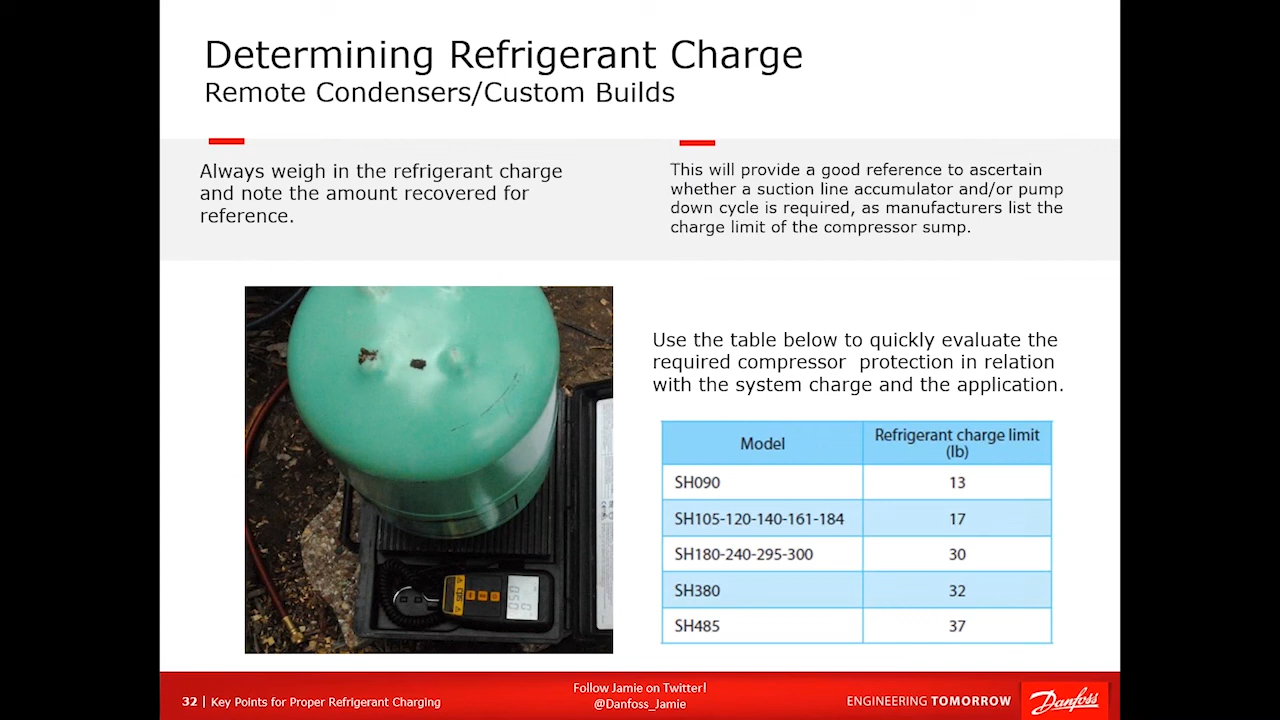 Determining Refrigerant Charge
Remote Condensers/Custom Builds
Always weigh in the refrigerant charge
and note the amount recovered for
reference.
This will provide a good reference to ascertain
whether a suction line accumulator and/or pump
down cycle is required, as manufacturers list the
charge limit of the compressor sump.
Use the table below to quickly evaluate the
required compressor protection in relation
with the system charge and the application.
Model
Refrigerant charge limit
(lb)
SH090 13
SH105-120-140-161-184 17
SH180-240-295-300 30
SH380 32
SH485 37
32 | Key Points for Proper Refrigerant Charging
Follow Jamie on Twitter!
@Danfoss_Jamie
ENGINEERING TOMORROW
Danfoss